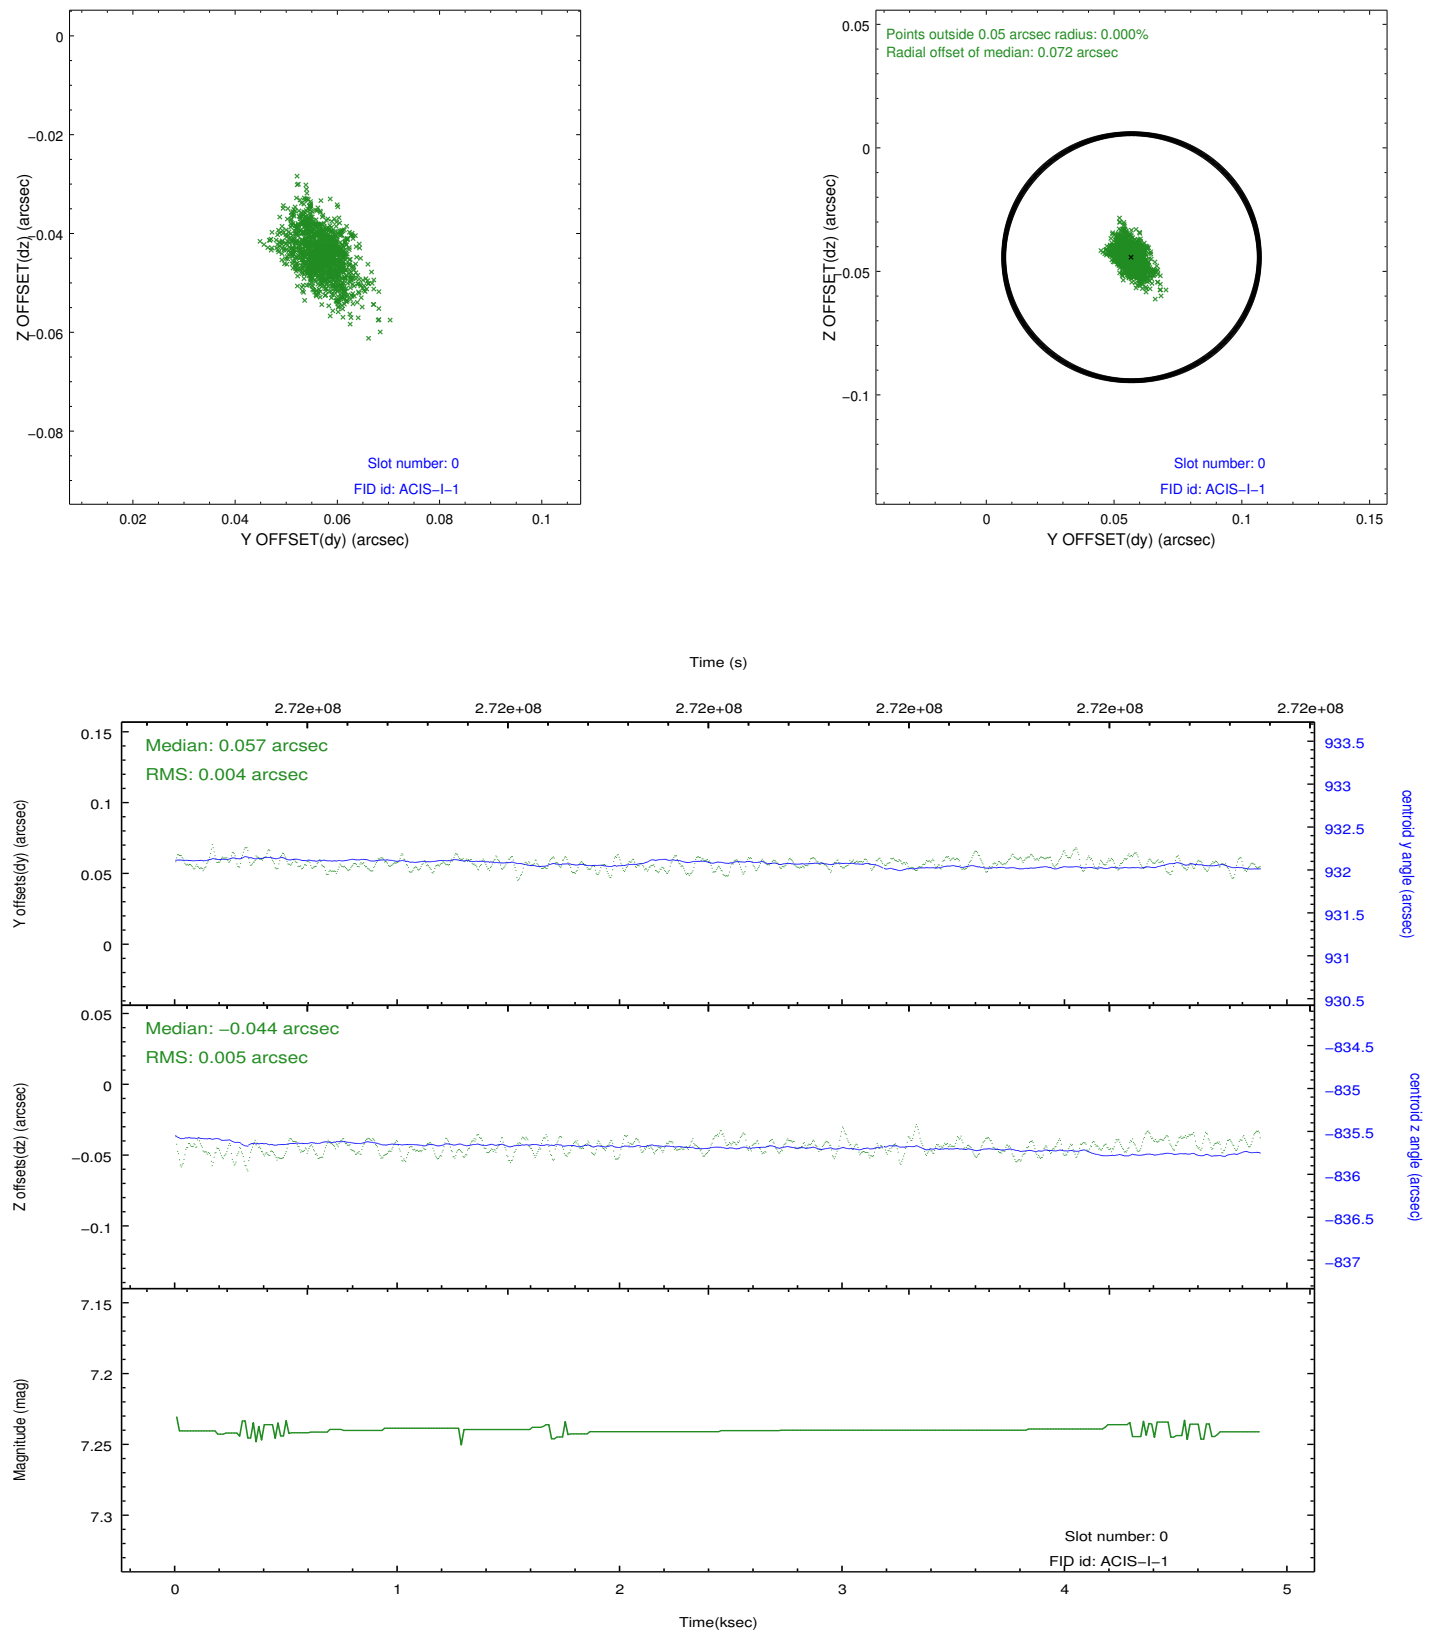 0
−0.02
−0.04
−0.06
−0.08
Z OFFSET(dz) (arcsec)
Slot number: 0
FID id: ACIS−I−1
0.02 0.04 0.06 0.08 0.1
Y OFFSET(dy) (arcsec)
0.05
0
−0.05
−0.1
Z OFFSET(dz) (arcsec)
Points outside 0.05 arcsec radius: 0.000%
Radial offset of median: 0.072 arcsec
Slot number: 0
FID id: ACIS−I−1
0 0.05 0.1 0.15
Y OFFSET(dy) (arcsec)
Time (s)
2.72e+08 2.72e+08 2.72e+08 2.72e+08 2.72e+08 2.72e+08
Median: 0.057 arcsec
RMS: 0.004 arcsec
0.15
0.1
0.05
0
Y offsets(dy) (arcsec)
933.5
933
932.5
932
931.5
931
930.5
centroid y angle (arcsec)
Median: −0.044 arcsec
RMS: 0.005 arcsec
0.05
0
−0.05
−0.1
Z offsets(dz) (arcsec)
−834.5
−835
−835.5
−836
−836.5
−837
centroid z angle (arcsec)
7.15
7.2
7.25
7.3
Magnitude (mag)
Slot number: 0
FID id: ACIS−I−1
0 1 2 3 4 5
Time(ksec)